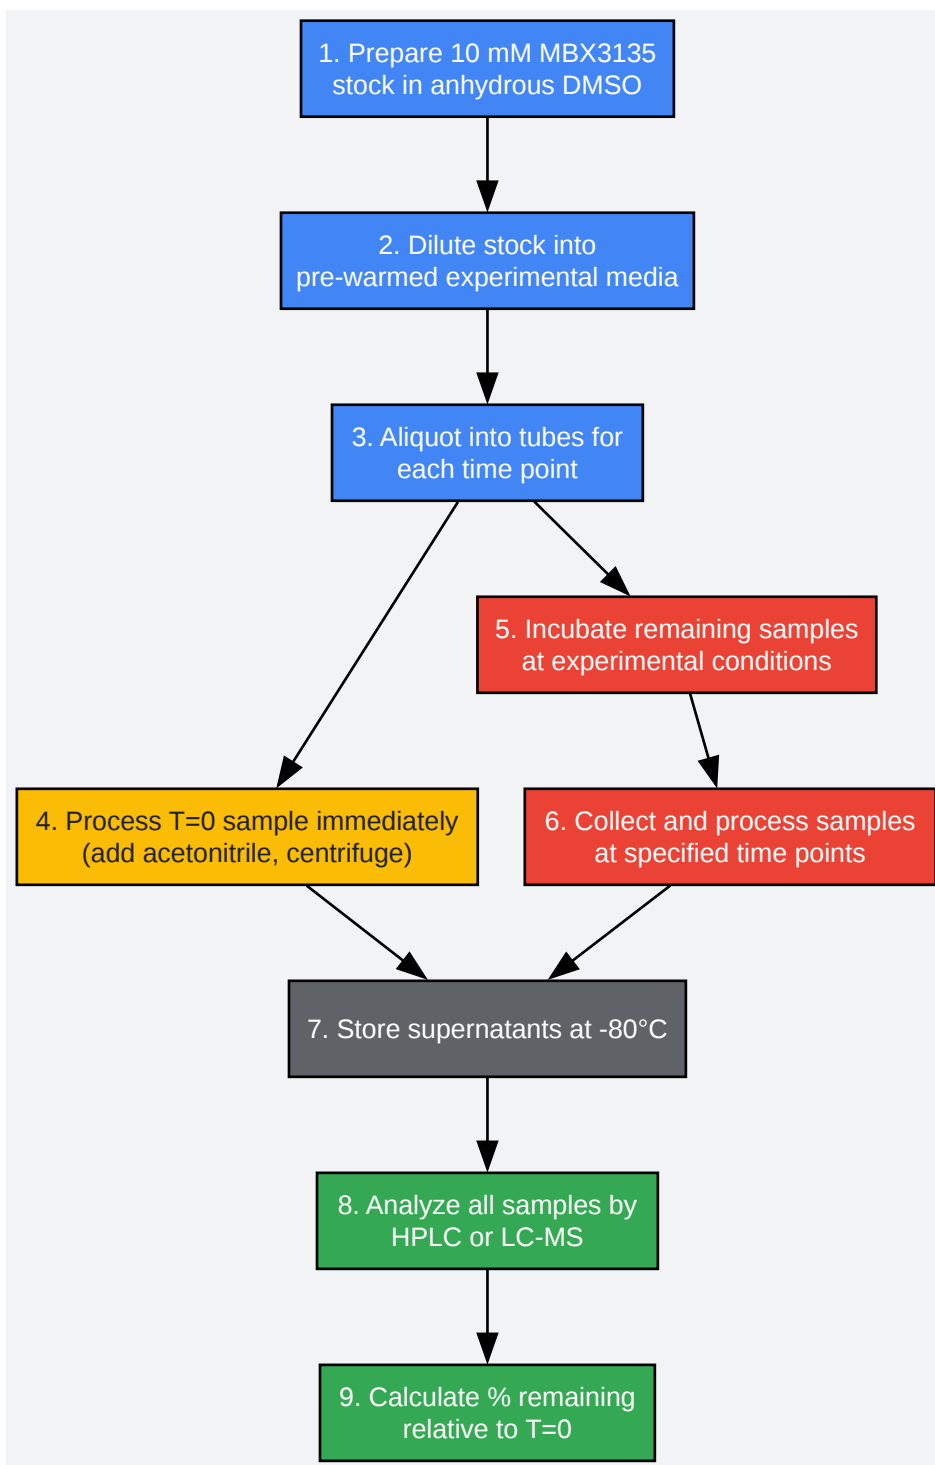 1. Prepare 10 mM MBX3135
stock in anhydrous DMSO
2. Dilute stock into
pre-warmed experimental media
3. Aliquot into tubes for
each time point
5. Incubate remaining samples
at experimental conditions
4. Process T=0 sample immediately
(add acetonitrile, centrifuge)
6. Collect and process samples
at specified time points
7. Store supernatants at -80°C
8. Analyze all samples by
HPLC or LC-MS
9. Calculate % remaining
relative to T=0